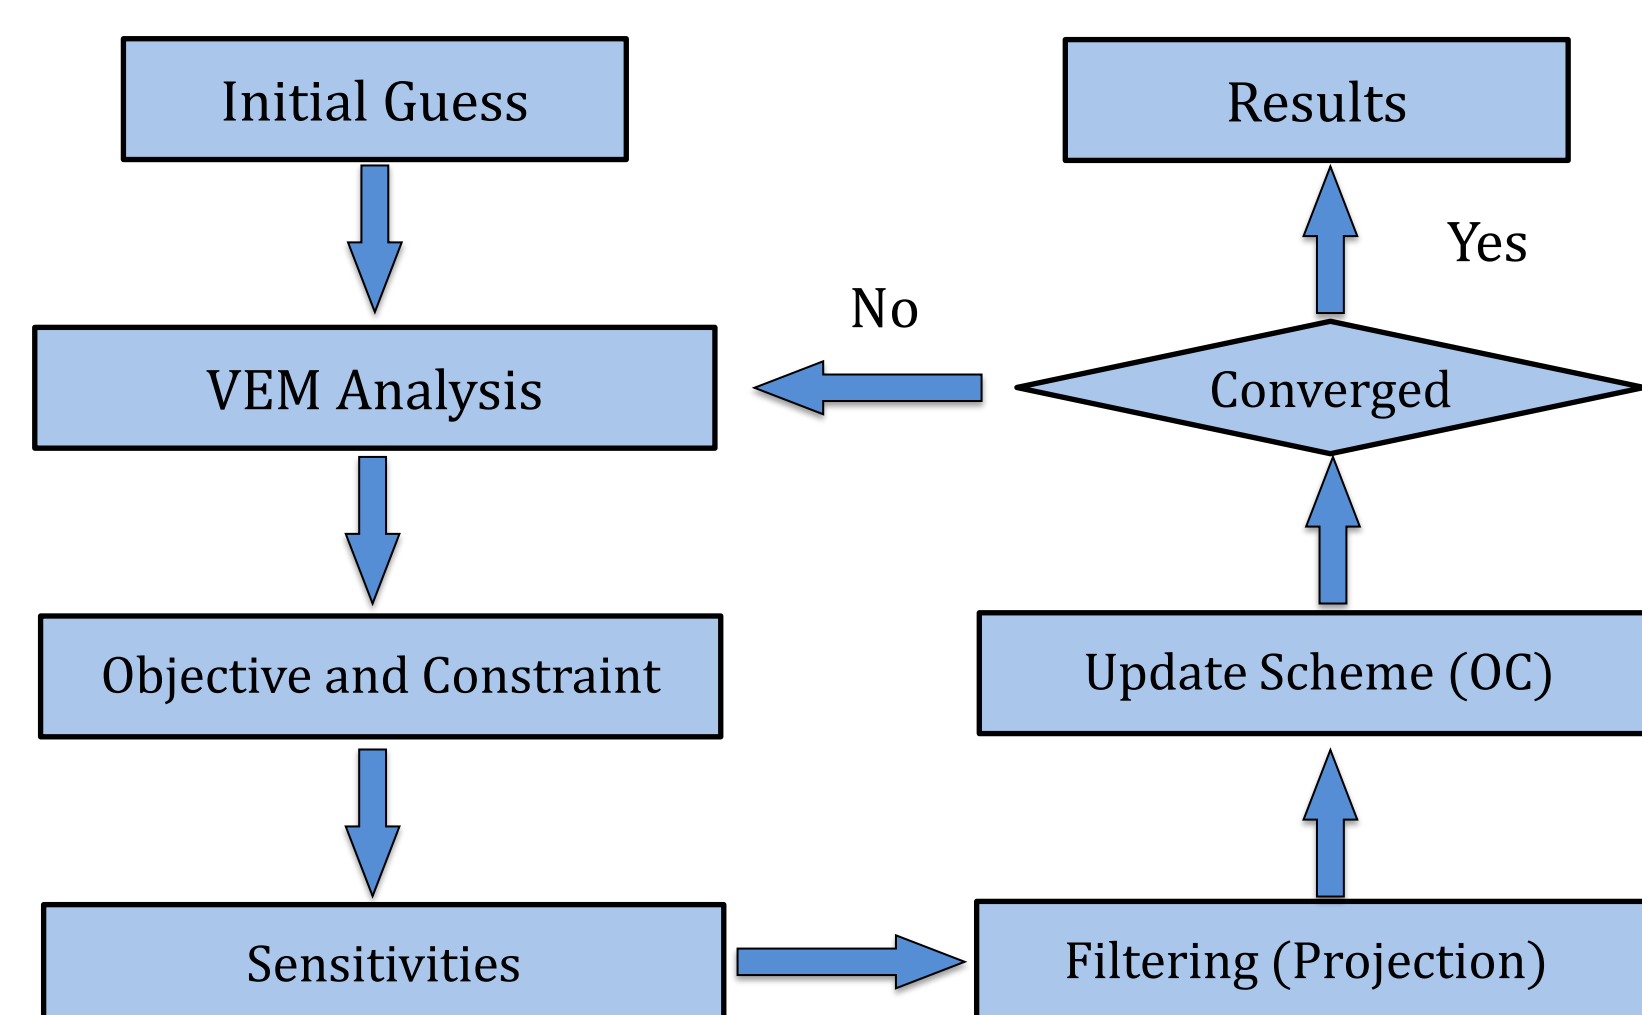 Initial Guess
Results
Yes
No
VEM Analysis
Converged
Objective and Constraint
Update Scheme (OC)
Sensitivities
Filtering (Projection)